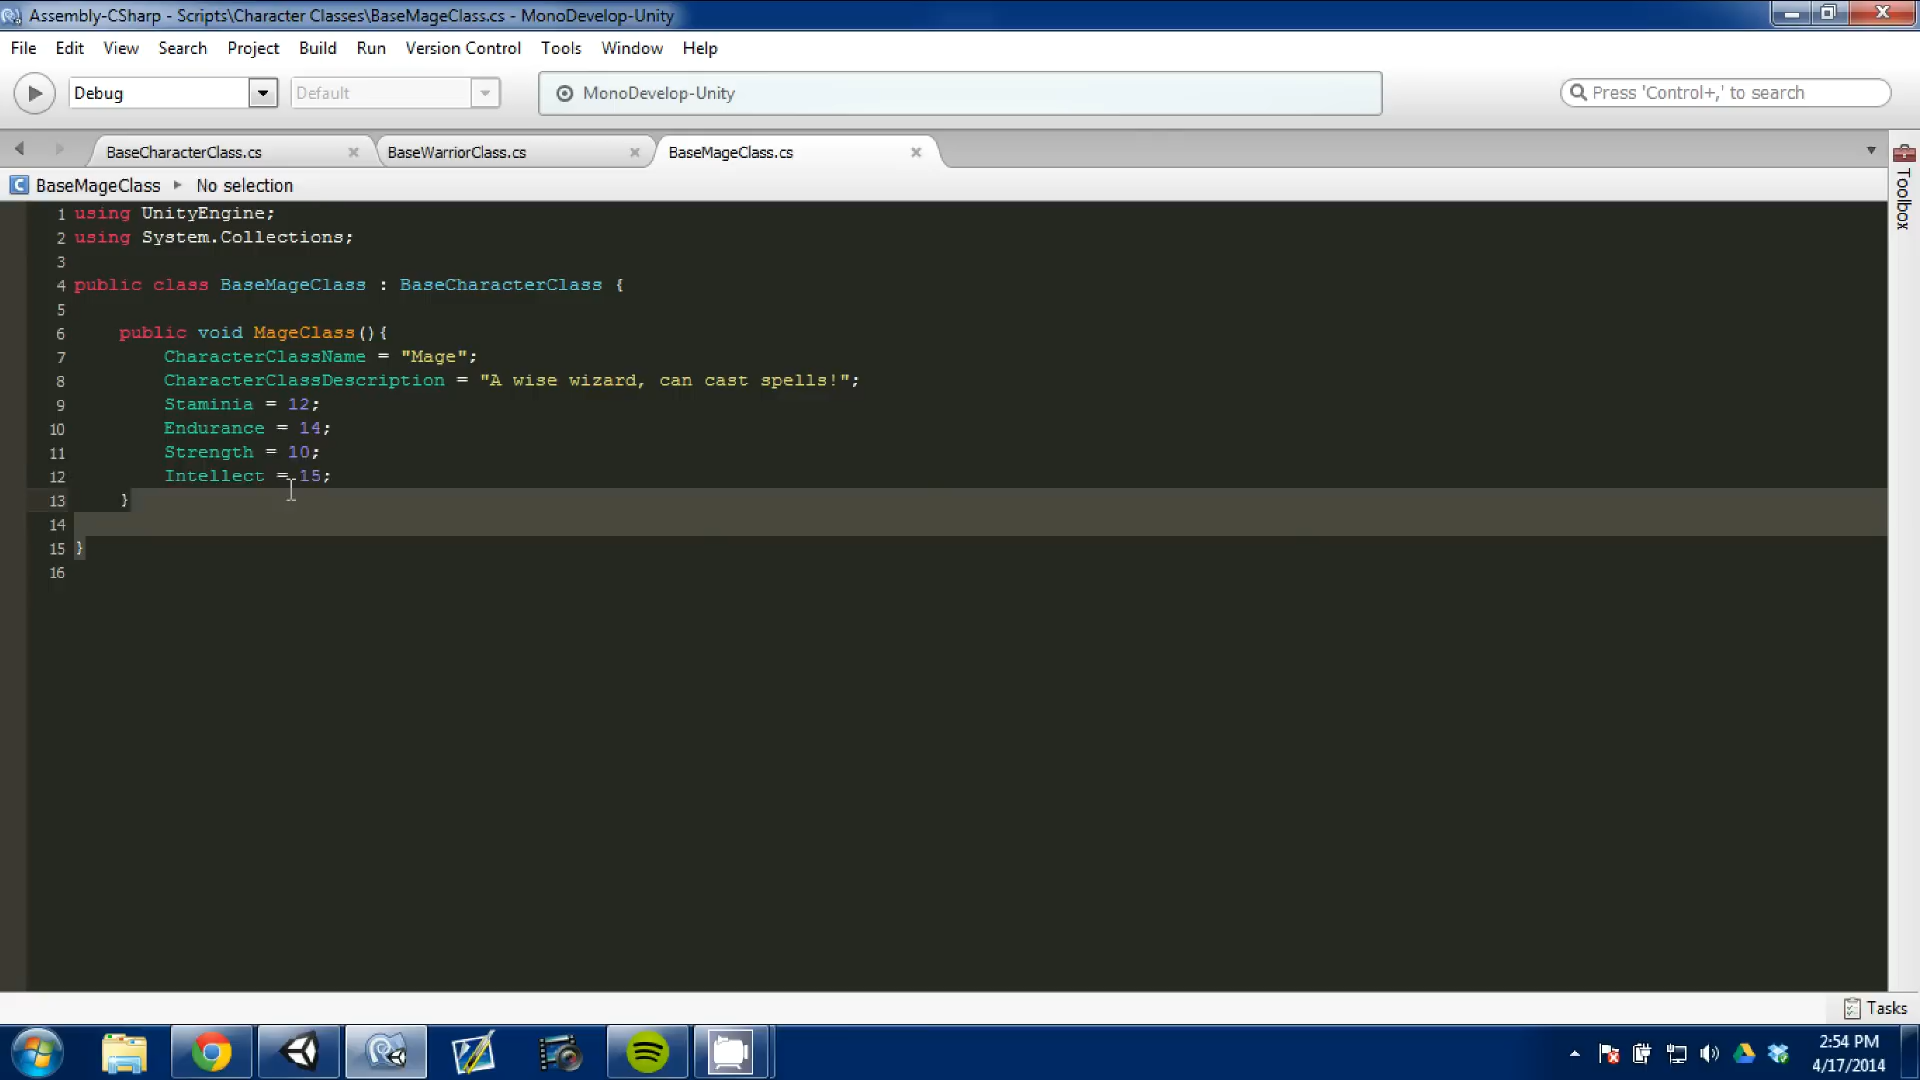 Assembly-CSharp - Scripts\Character Classes\BaseMageClass.cs - MonoDevelop-Unity
File Edit View Search Project Build Run Version Control Tools Window Help
Debug Default MonoDevelop-Unity Press 'Control+,' to search
BaseCharacterClass.cs BaseWarriorClass.cs BaseMageClass.cs
BaseMageClass No selection
Toolbox
1 using UnityEngine;
2 using System.Collections;
3
4 public class BaseMageClass : BaseCharacterClass {
5
6 public void MageClass(){
7 CharacterClassName = "Mage";
8 CharacterClassDescription = "A wise wizard, can cast spells!";
9 Staminia = 12;
10 Endurance = 14;
11 Strength = 10;
12 Intellect = 15;
13 }
14
15 }
16
Tasks
2:54 PM
4/17/2014